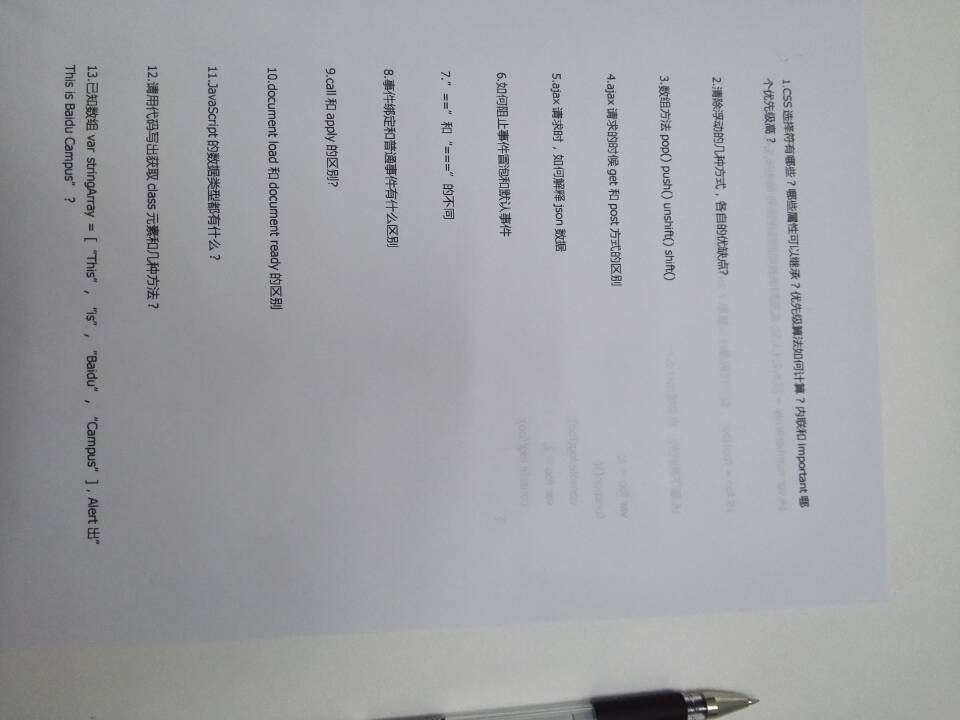 1.CSS 选择符有哪些？哪些属性可以继承？优先级算法如何计算？内联和 important 哪
个优先级高？
2.清除浮动的几种方式，各自的优缺点?
3.数组方法 pop() push() unshift() shift()
4.ajax 请求的时候 get 和 post 方式的区别
5.ajax 请求时，如何解释 json 数据
6.如何阻止事件冒泡和默认事件
7.“ ==” 和 “===” 的不同
8.事件绑定和普通事件有什么区别
9.call 和 apply 的区别?
10.document load 和 document ready 的区别
11.JavaScript 的数据类型都有什么？
12.请用代码写出获取 class 元素和几种方法？
13.已知数组 var stringArray = [ “This” , “is” , “Baidu” , “Campus” ] , Alert 出”
This is Baidu Campus” ？